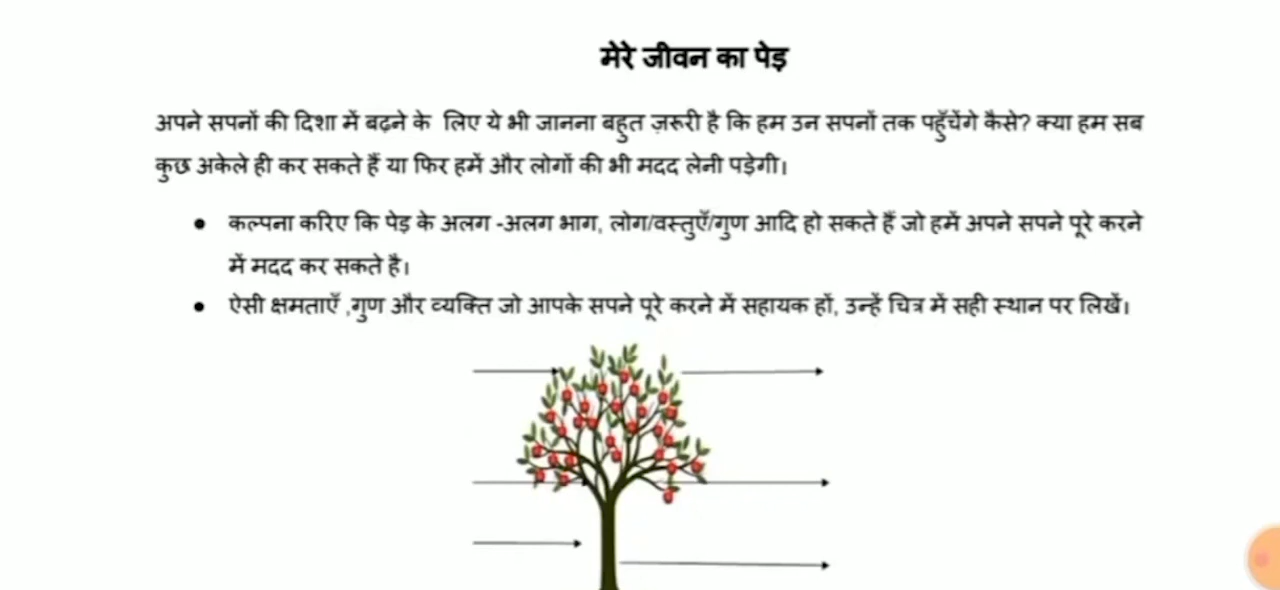 मेरे जीवन का पेड़
अपने सपनों की दिशा में बढ़ने के लिए ये भी जानना बहुत ज़रूरी है कि हम उन सपनों तक पहुँचेंगे कैसे? क्या हम सब
कुछ अकेले ही कर सकते हैं या फिर हमें और लोगों की भी मदद लेनी पड़ेगी।
• कल्पना करिए कि पेड़ के अलग -अलग भाग, लोग/वस्तुएँ/गुण आदि हो सकते हैं जो हमें अपने सपने पूरे करने
में मदद कर सकते है।
• ऐसी क्षमताएँ ,गुण और व्यक्ति जो आपके सपने पूरे करने में सहायक हों, उन्हें चित्र में सही स्थान पर लिखें।